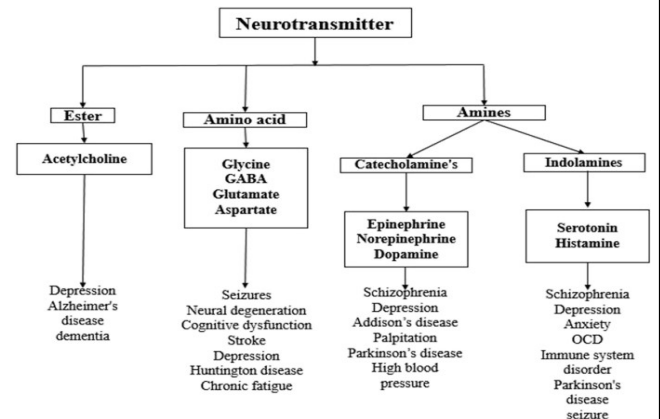 Neurotransmitter
Ester
Amino acid
Amines
Acetylcholine
Glycine
GABA
Glutamate
Aspartate
Catecholamine's
Indolamines
Epinephrine
Norepinephrine
Dopamine
Serotonin
Histamine
Depression
Alzheimer's
disease
dementia
Seizures
Neural degeneration
Cognitive dysfunction
Stroke
Depression
Huntington disease
Chronic fatigue
Schizophrenia
Depression
Addison's disease
Palpitation
Parkinson's disease
High blood
pressure
Schizophrenia
Depression
Anxiety
OCD
Immune system
disorder
Parkinson's
disease
seizure